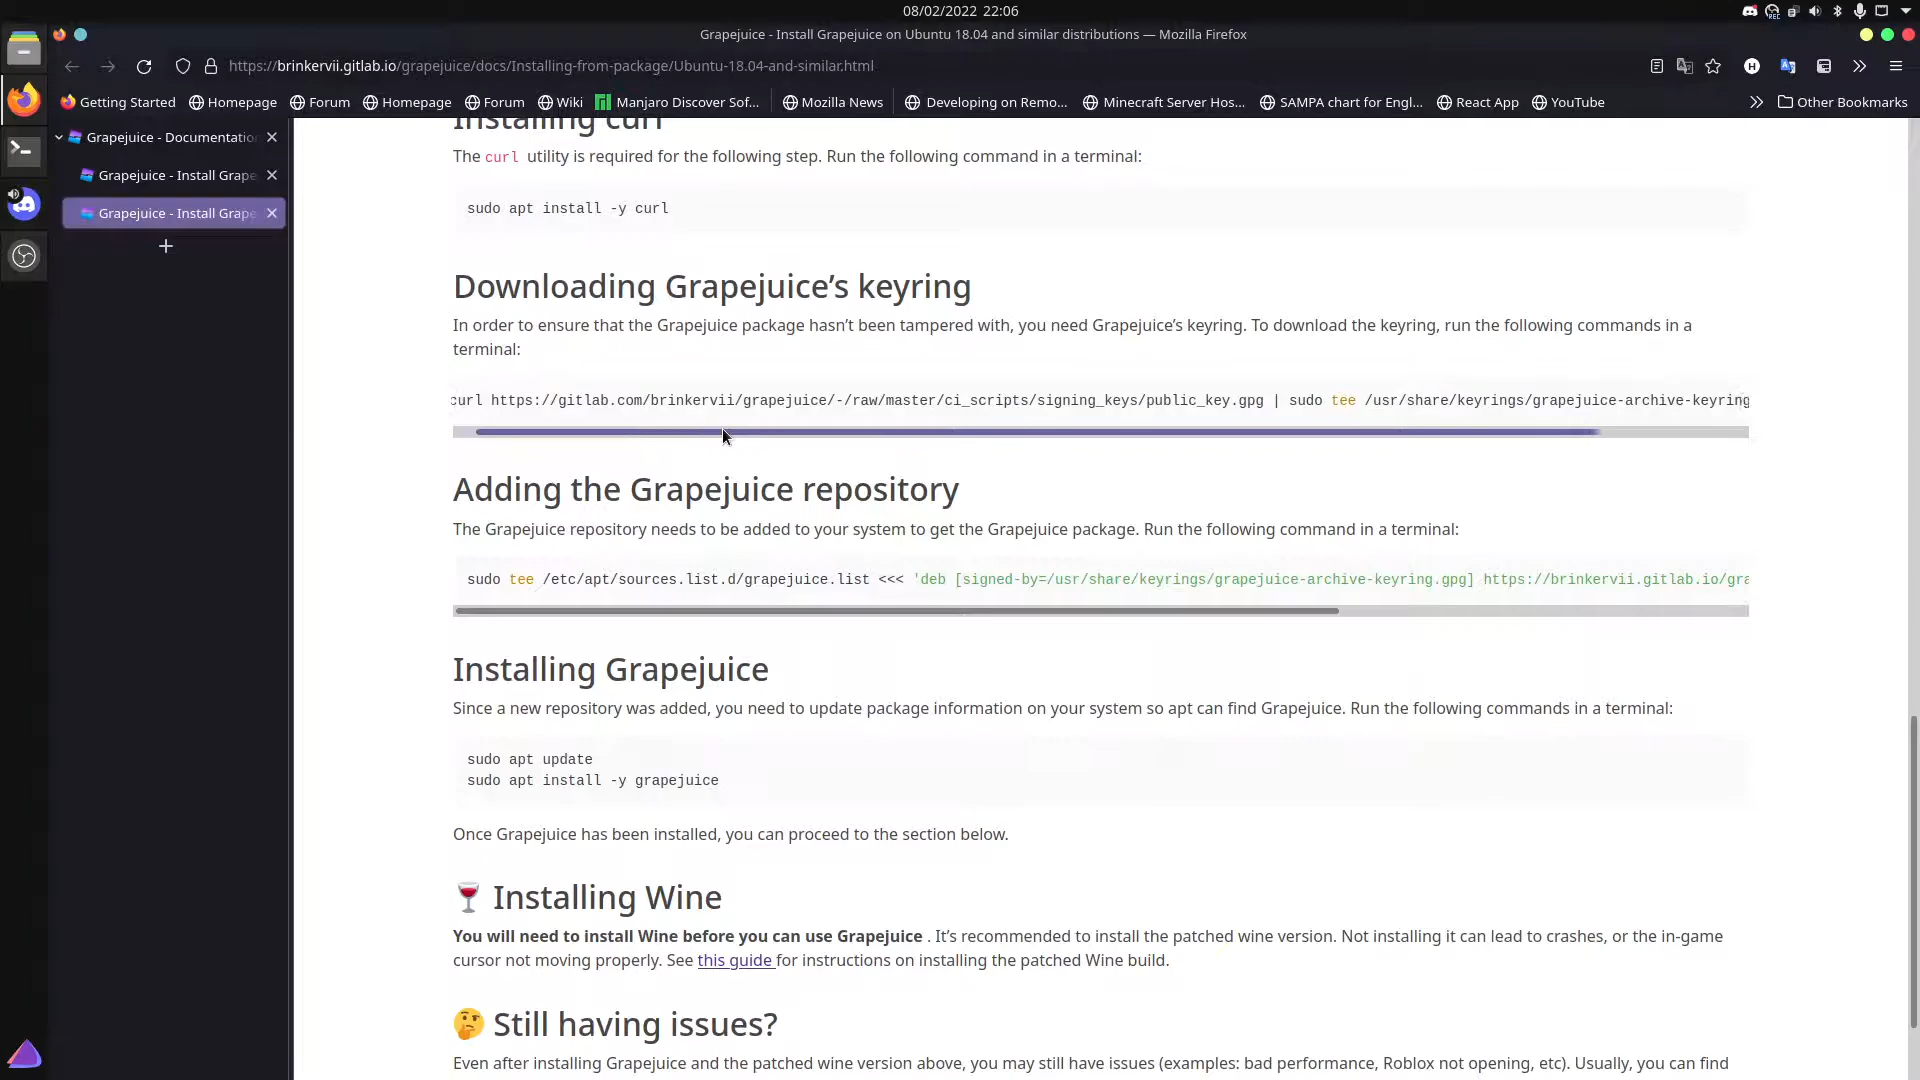 08/02/2022 22:06
Grapejuice - Install Grapejuice on Ubuntu 18.04 and similar distributions — Mozilla Firefox
https://brinkervii.gitlab.io/grapejuice/docs/Installing-from-package/Ubuntu-18.04-and-similar.html
Getting Started Homepage Forum Homepage Forum Wiki Manjaro Discover Sof... Mozilla News Developing on Remo... Minecraft Server Hos... SAMPA chart for Engl... React App YouTube Other Bookmarks
Grapejuice - Documentatio
Grapejuice - Install Grape
Grapejuice - Install Grape
Installing curl
The curl utility is required for the following step. Run the following command in a terminal:
sudo apt install -y curl
Downloading Grapejuice’s keyring
In order to ensure that the Grapejuice package hasn’t been tampered with, you need Grapejuice’s keyring. To download the keyring, run the following commands in a
terminal:
curl https://gitlab.com/brinkervii/grapejuice/-/raw/master/ci_scripts/signing_keys/public_key.gpg | sudo tee /usr/share/keyrings/grapejuice-archive-keyring
Adding the Grapejuice repository
The Grapejuice repository needs to be added to your system to get the Grapejuice package. Run the following command in a terminal:
sudo tee /etc/apt/sources.list.d/grapejuice.list <<< 'deb [signed-by=/usr/share/keyrings/grapejuice-archive-keyring.gpg] https://brinkervii.gitlab.io/gra
Installing Grapejuice
Since a new repository was added, you need to update package information on your system so apt can find Grapejuice. Run the following commands in a terminal:
sudo apt update
sudo apt install -y grapejuice
Once Grapejuice has been installed, you can proceed to the section below.
🍷 Installing Wine
You will need to install Wine before you can use Grapejuice . It’s recommended to install the patched wine version. Not installing it can lead to crashes, or the in-game
cursor not moving properly. See this guide for instructions on installing the patched Wine build.
🤔 Still having issues?
Even after installing Grapejuice and the patched wine version above, you may still have issues (examples: bad performance, Roblox not opening, etc). Usually, you can find